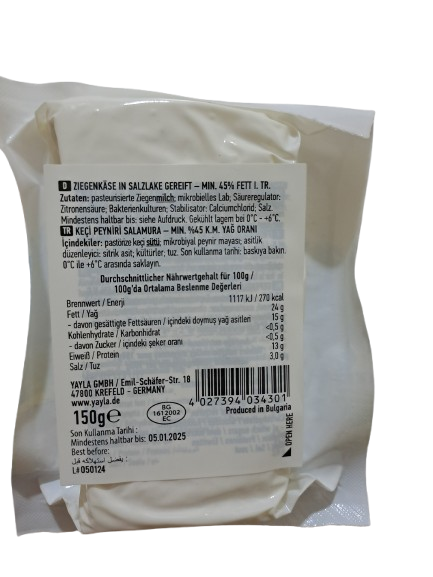 D ZIEGENKÄSE IN SALZLAKE GEREIFT – MIN. 45% FETT I. TR.
Zutaten: pasteurisierte Ziegenmilch; mikrobielles Lab; Säureregulator:
Zitronensäure; Bakterienkulturen; Stabilisator: Calciumchlorid; Salz.
Mindestens haltbar bis: siehe Aufdruck. Gekühlt lagern bei 0°C - +6°C.
TR KEÇİ PEYNİRİ SALAMURA – MIN. %45 K.M. YAĞ ORANI
İçindekiler: pastörize keçi sütü; mikrobiyal peynir mayası; asitlik
düzenleyici: sitrik asit; kültürler; tuz. Son kullanma tarihi: baskıya bakın.
0°C ile +6°C arasında saklayın.
Durchschnittlicher Nährwertgehalt für 100g /
100g'da Ortalama Beslenme Değerleri
Brennwert / Enerji 1117 kJ / 270 kcal
Fett / Yağ 24 g
- davon gesättigte Fettsäuren / içindeki doymuş yağ asitleri 15 g
Kohlenhydrate / Karbonhidrat <0,5 g
- davon Zucker / içindeki şeker oranı <0,5 g
Eiweiß / Protein 13 g
Salz / Tuz 3,0 g
YAYLA GMBH / Emil-Schäfer-Str. 18
47800 KREFELD - GERMANY
www.yayla.de
4 027394 034301
150g e
BG
1612002
EC
Produced in Bulgaria
OPEN HERE
Son Kullanma Tarihi :
Mindestens haltbar bis: 05.01.2025
Best before:
يفضل استهلاكه قبل :
L# 050124